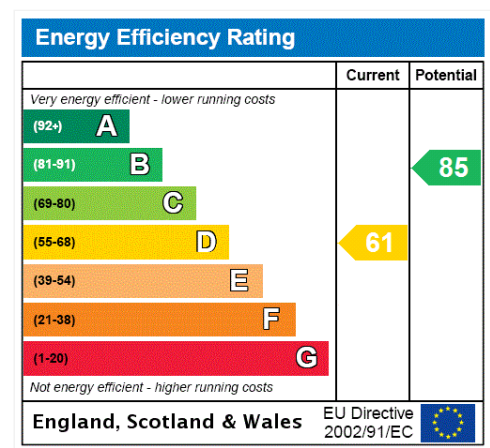 Energy Efficiency Rating
Current Potential
Very energy efficient - lower running costs
(92+) A
(81-91) B
85
(69-80) C
(55-68) D
61
(39-54) E
(21-38) F
(1-20) G
Not energy efficient - higher running costs
England, Scotland & Wales
EU Directive
2002/91/EC